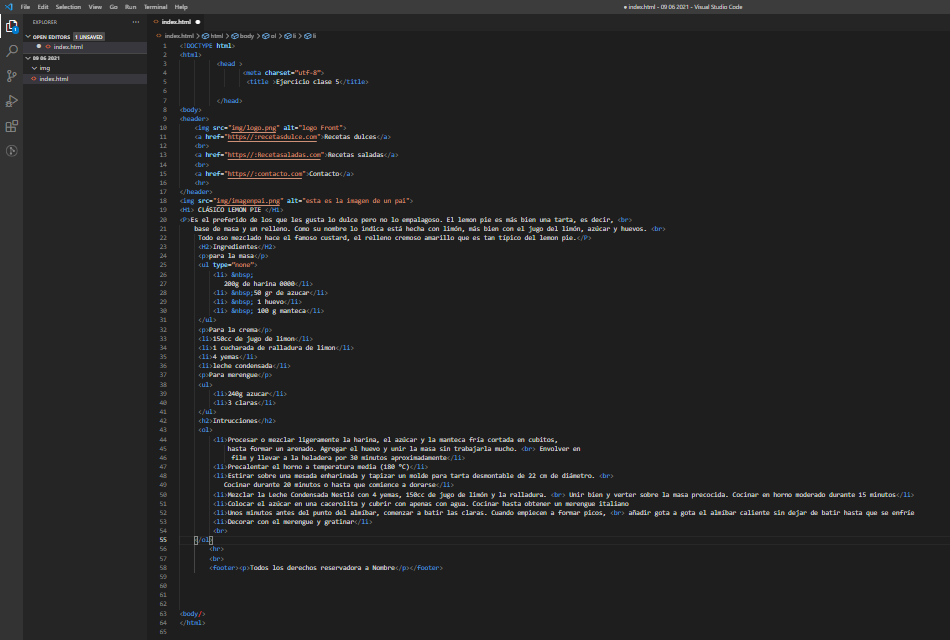 File Edit Selection View Go Run Terminal Help
● index.html - 09 06 2021 - Visual Studio Code
EXPLORER ···
OPEN EDITORS 1 UNSAVED
● index.html
09 06 2021
img
index.html
index.html ●
index.html > html > body > ol > li > li
1 <!DOCTYPE html>
2 <html>
3 <head >
4 <meta charset="utf-8">
5 <title >Ejercicio clase 5</title>
6
7 </head>
8 <body>
9 <header>
10 <img src="img/logo.png" alt="logo Front">
11 <a href="https//:recetasdulce.com">Recetas dulces</a>
12 <br>
13 <a href="https//:Recetasaladas.com">Recetas saladas</a>
14 <br>
15 <a href="https//:contacto.com">Contacto</a>
16 <hr>
17 </header>
18 <img src="img/imagenpai.png" alt="esta es la imagen de un pai">
19 <H1> CLÁSICO LEMON PIE </H1>
20 <P>Es el preferido de los que les gusta lo dulce pero no lo empalagoso. El lemon pie es más bien una tarta, es decir, <br>
21 base de masa y un relleno. Como su nombre lo indica está hecha con limón, más bien con el jugo del limón, azúcar y huevos. <br>
22 Todo eso mezclado hace el famoso custard, el relleno cremoso amarillo que es tam típico del lemon pie.</P>
23 <H2>Ingredientes</H2>
24 <p>para la masa</p>
25 <ul type="none">
26 <li> &nbsp;
27 200g de harina 0000</li>
28 <li> &nbsp;50 gr de azucar</li>
29 <li> &nbsp; 1 huevo</li>
30 <li> &nbsp; 100 g manteca</li>
31 </ul>
32 <p>Para la crema</p>
33 <li>150cc de jugo de limon</li>
34 <li>1 cucharada de ralladura de limon</li>
35 <li>4 yemas</li>
36 <li>leche condensada</li>
37 <p>Para merengue</p>
38 <ul>
39 <li>240g azucar</li>
40 <li>3 claras</li>
41 </ul>
42 <h2>Intrucciones</h2>
43 <ol>
44 <li>Procesar o mezclar ligeramente la harina, el azúcar y la manteca fría cortada en cubitos,
45 hasta formar un arenado. Agregar el huevo y unir la masa sin trabajarla mucho. <br> Envolver en
46 film y llevar a la heladera por 30 minutos aproximadamente</li>
47 <li>Precalentar el horno a temperatura media (180 °C)</li>
48 <li>Estirar sobre una mesada enharinada y tapizar un molde para tarta desmontable de 22 cm de diámetro. <br>
49 Cocinar durante 20 minutos o hasta que comience a dorarse</li>
50 <li>Mezclar la Leche Condensada Nestlé con 4 yemas, 150cc de jugo de limón y la ralladura. <br> Unir bien y verter sobre la masa precocida. Cocinar en horno moderado durante 15 minutos</li>
51 <li>Colocar el azúcar en una cacerolita y cubrir con apenas con agua. Cocinar hasta obtener un merengue italiano
52 <li>Unos minutos antes del punto del almíbar, comenzar a batir las claras. Cuando empiecen a formar picos, <br> añadir gota a gota el almíbar caliente sin dejar de batir hasta que se enfríe
53 <li>Decorar con el merengue y gratinar</li>
54 <br>
55 </ol>
56 <hr>
57 <br>
58 <footer><p>Todos los derechos reservadora a Nombre</p></footer>
59
60
61
62
63 <body/>
64 </html>
65